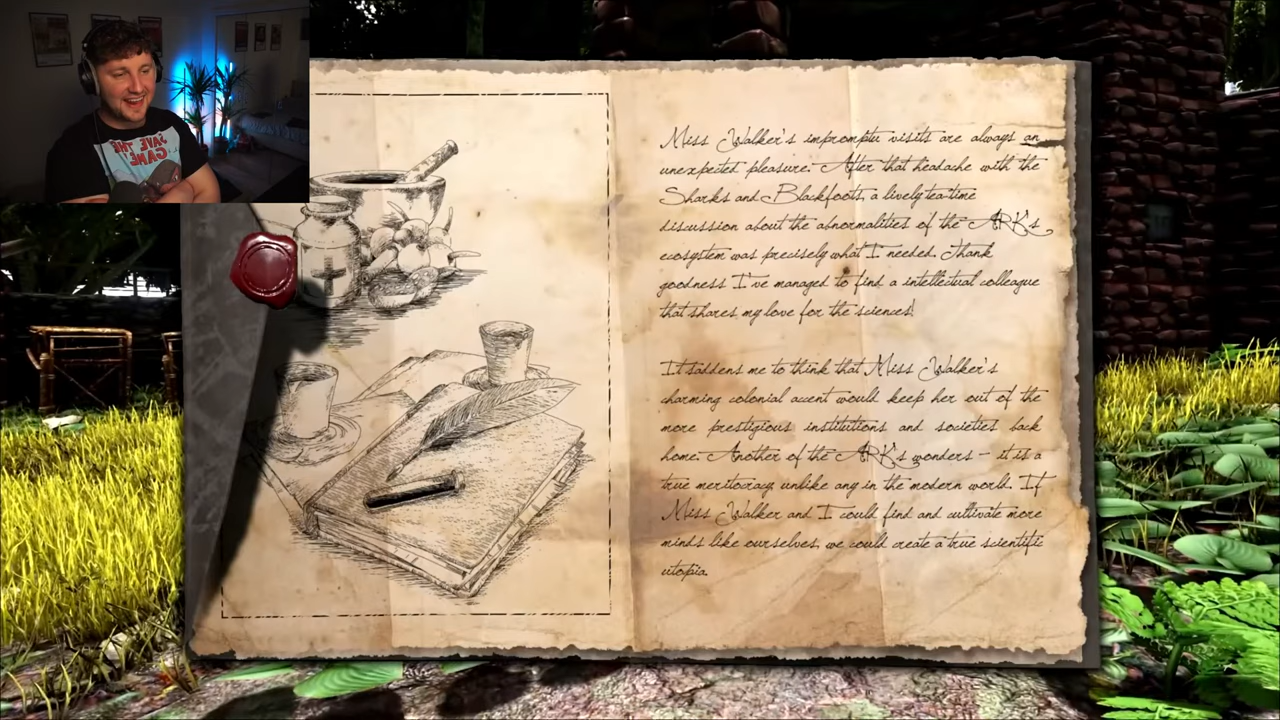 SAVE THE
GAME
Miss Walker's impromptu visits are always an
unexpected pleasure. After that headache with the
Sharks and Blackfoots, a lively tea-time
discussion about the abnormalities of the ARK's
ecosystem was precisely what I needed. Thank
goodness I've managed to find a intellectual colleague
that shares my love for the sciences!
It saddens me to think that Miss Walker's
charming colonial accent would keep her out of the
more prestigious institutions and societies back
home. Another of the ARK's wonders - it is a
true meritocracy, unlike any in the modern world. If
Miss Walker and I could find and cultivate more
minds like ourselves, we could create a true scientific
utopia.